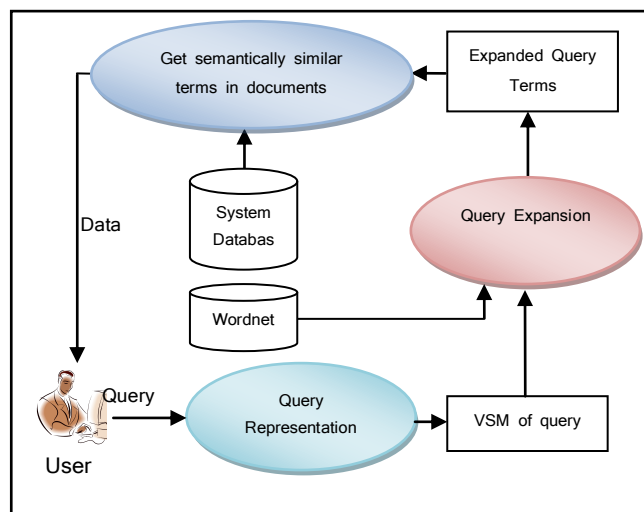 Get semantically similar
terms in documents
Expanded Query
Terms
System
Databas
Query Expansion
Data
Wordnet
Query
Query
Representation
VSM of query
User